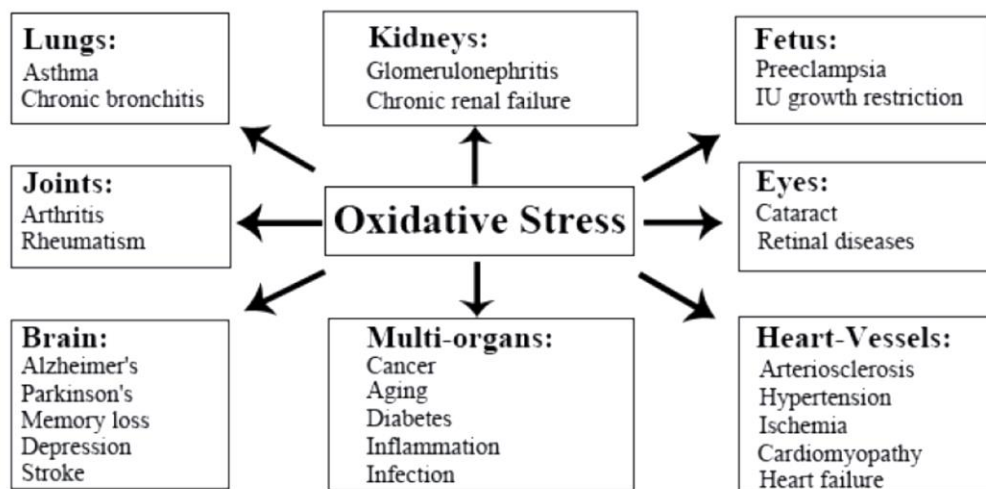 Lungs:
Asthma
Chronic bronchitis
Kidneys:
Glomerulonephritis
Chronic renal failure
Fetus:
Preeclampsia
IU growth restriction
Joints:
Arthritis
Rheumatism
Oxidative Stress
Eyes:
Cataract
Retinal diseases
Brain:
Alzheimer's
Parkinson's
Memory loss
Depression
Stroke
Multi-organs:
Cancer
Aging
Diabetes
Inflammation
Infection
Heart-Vessels:
Arteriosclerosis
Hypertension
Ischemia
Cardiomyopathy
Heart failure